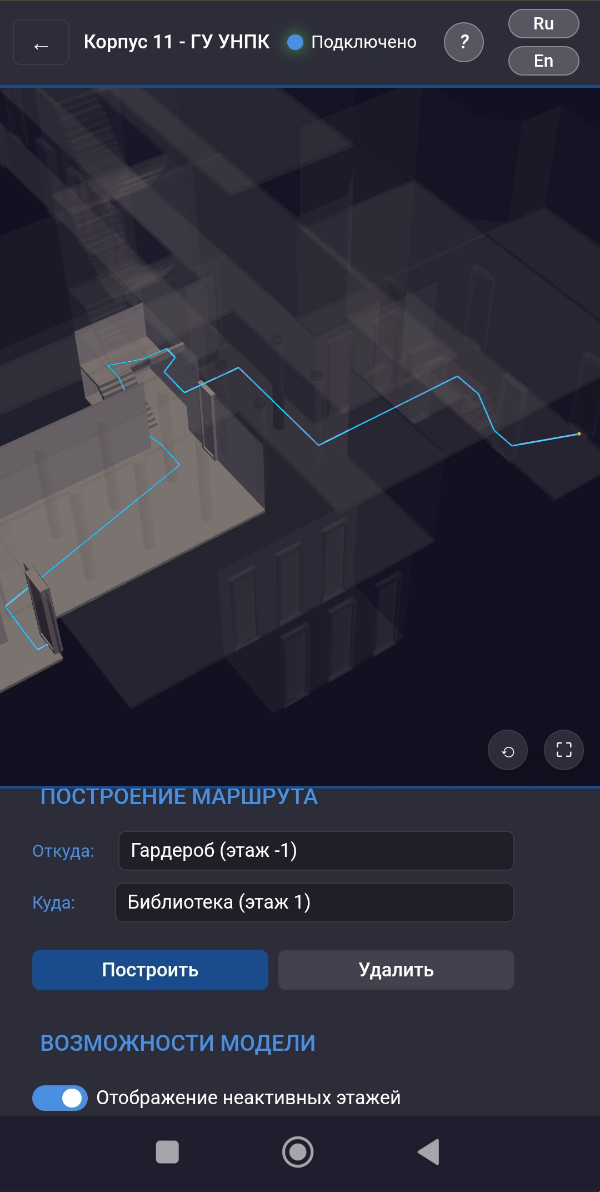 Корпус 11 - ГУ УНПК
Подключено
?
Ru
En
ПОСТРОЕНИЕ МАРШРУТА
Откуда: Гардероб (этаж -1)
Куда: Библиотека (этаж 1)
Построить Удалить
ВОЗМОЖНОСТИ МОДЕЛИ
Отображение неактивных этажей